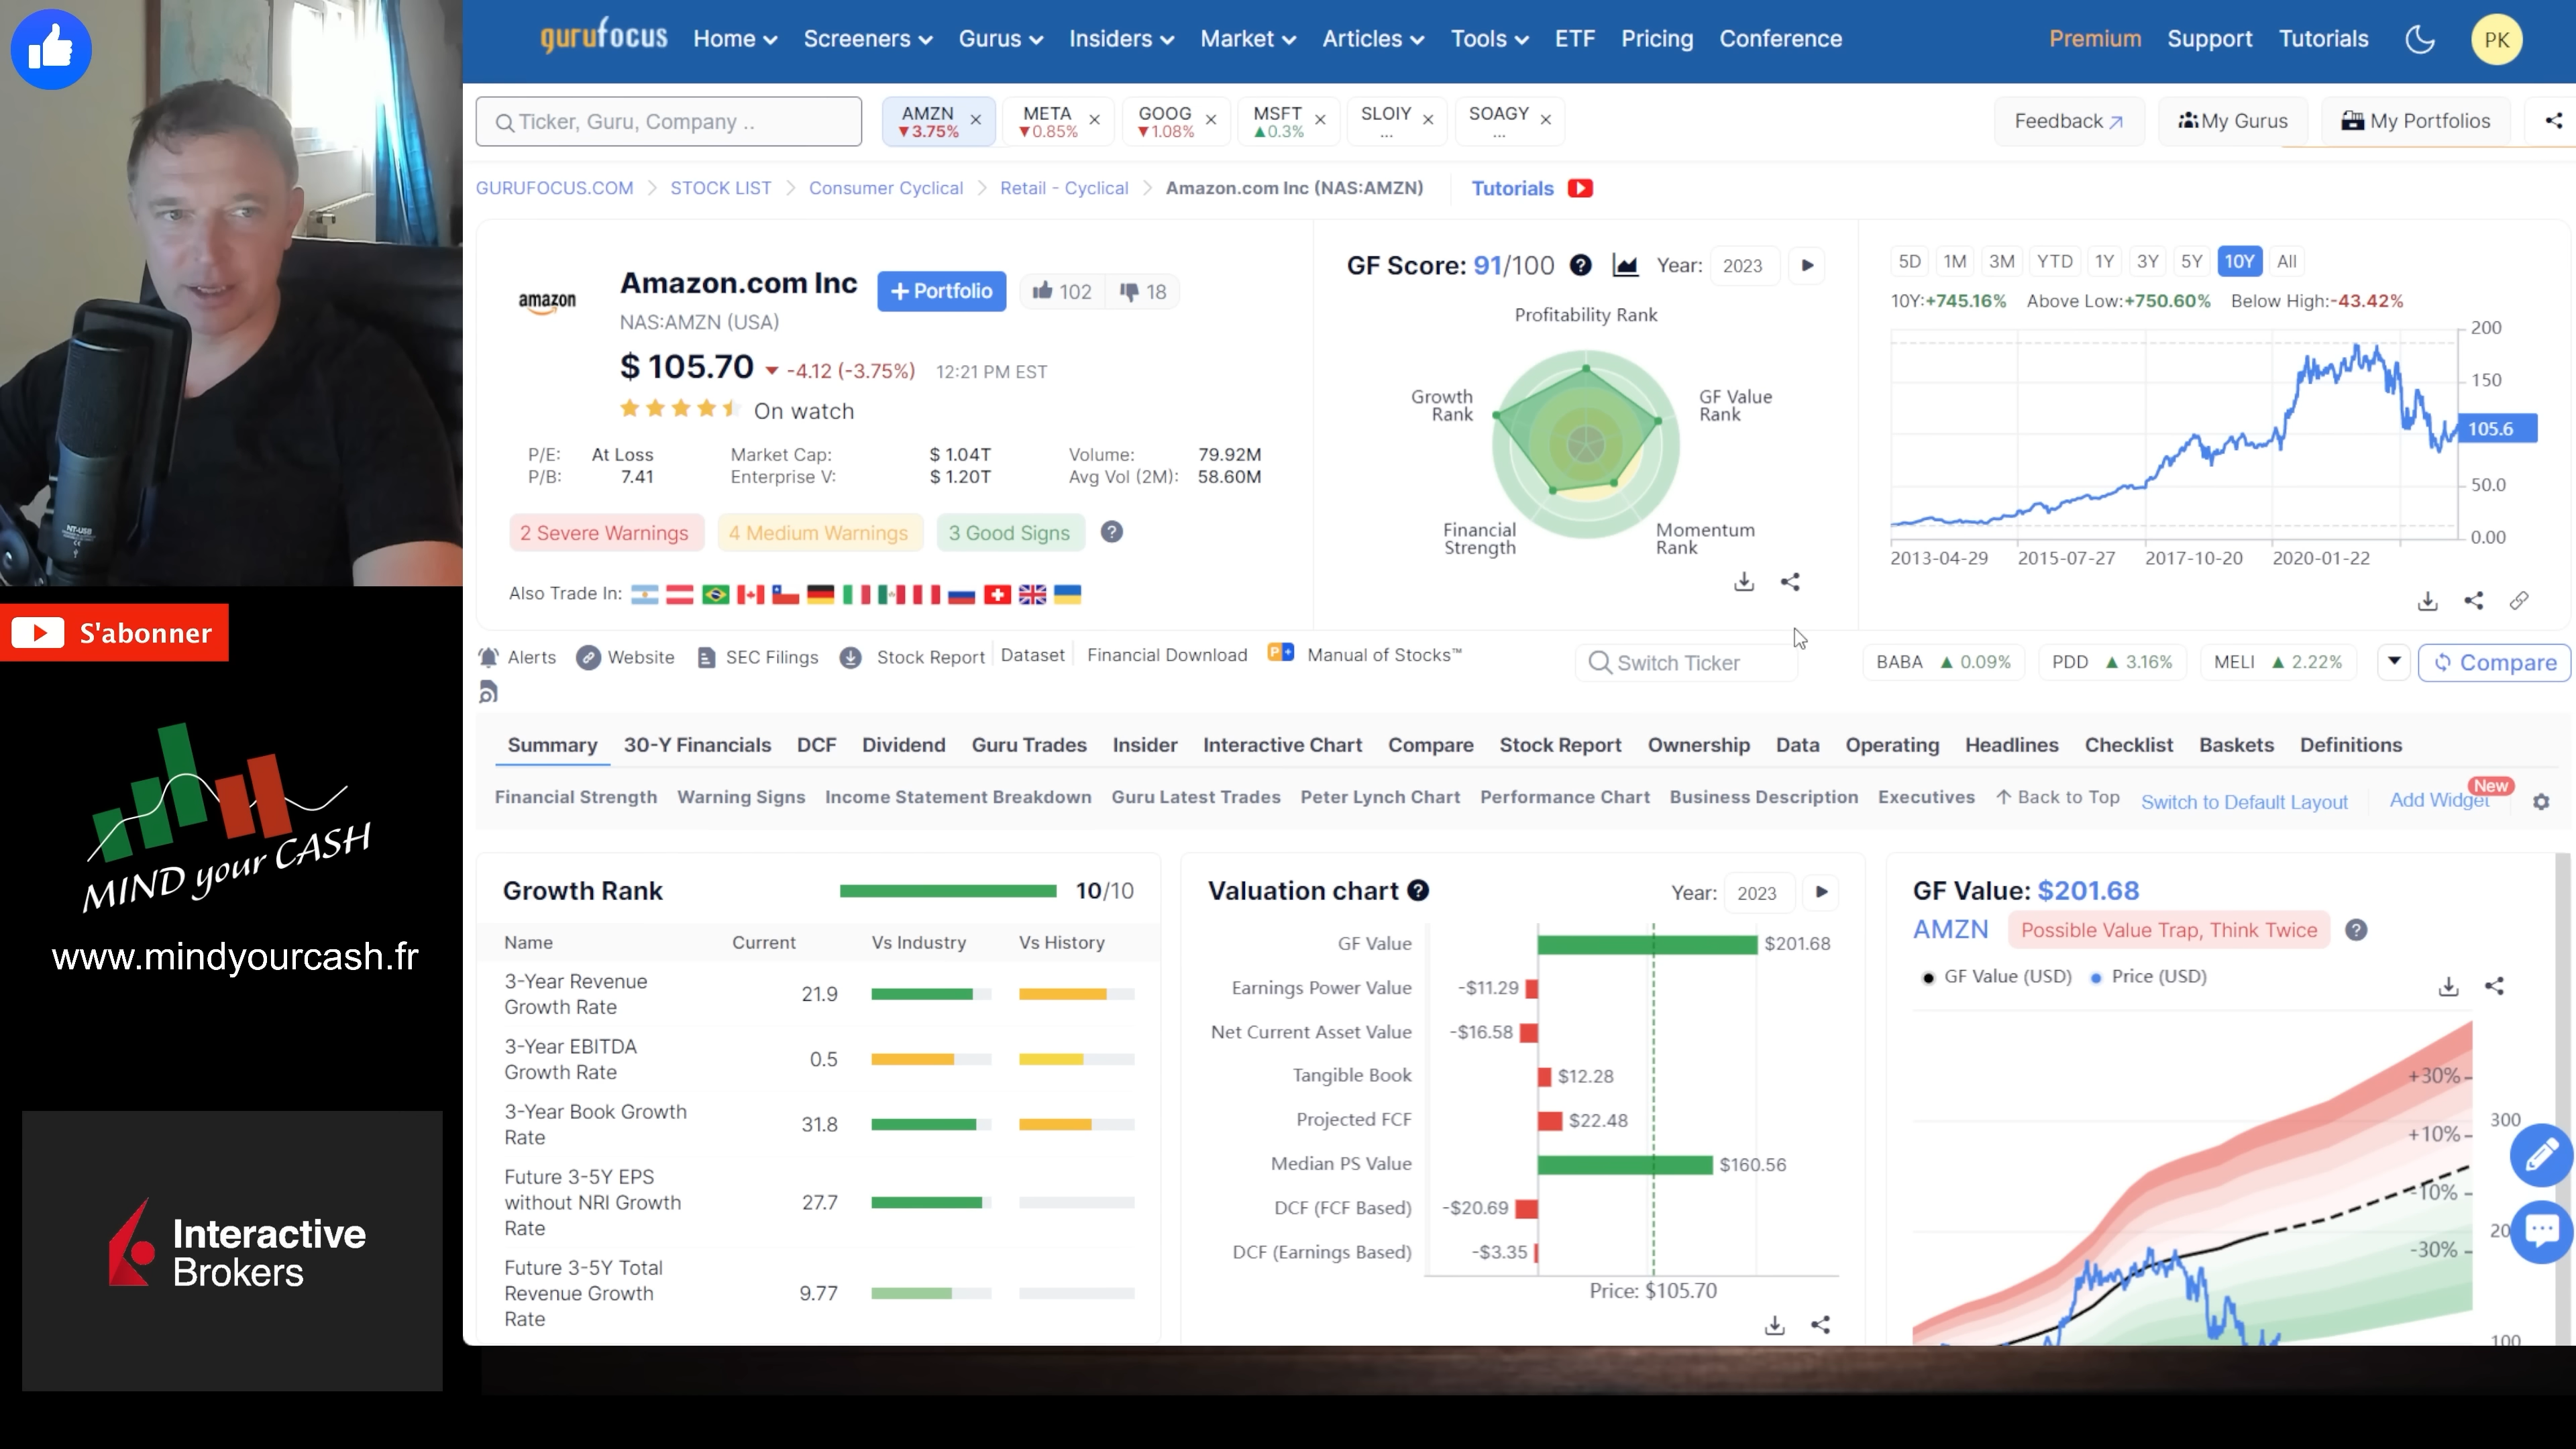 gurufocus Home Screeners Gurus Insiders Market Articles Tools ETF Pricing Conference Premium Support Tutorials PK
Ticker, Guru, Company ..
AMZN ▼3.75%
META ▼0.85%
GOOG ▼1.08%
MSFT ▲0.3%
SLOIY ...
SOAGY ...
Feedback My Gurus My Portfolios
GURUFOCUS.COM STOCK LIST Consumer Cyclical Retail - Cyclical Amazon.com Inc (NAS:AMZN) Tutorials
amazon
Amazon.com Inc + Portfolio 102 18
NAS:AMZN (USA)
$ 105.70 ▼ -4.12 (-3.75%) 12:21 PM EST
On watch
P/E: At Loss Market Cap: $ 1.04T Volume: 79.92M
P/B: 7.41 Enterprise V: $ 1.20T Avg Vol (2M): 58.60M
2 Severe Warnings 4 Medium Warnings 3 Good Signs ?
Also Trade In:
GF Score: 91/100 ? Year: 2023
Profitability Rank
Growth Rank
GF Value Rank
Financial Strength
Momentum Rank
5D 1M 3M YTD 1Y 3Y 5Y 10Y All
10Y:+745.16% Above Low:+750.60% Below High:-43.42%
200
150
105.6
50.0
0.00
2013-04-29 2015-07-27 2017-10-20 2020-01-22
Alerts Website SEC Filings Stock Report Dataset Financial Download P+ Manual of Stocks™
Switch Ticker
BABA ▲ 0.09% PDD ▲ 3.16% MELI ▲ 2.22% Compare
Summary 30-Y Financials DCF Dividend Guru Trades Insider Interactive Chart Compare Stock Report Ownership Data Operating Headlines Checklist Baskets Definitions
Financial Strength Warning Signs Income Statement Breakdown Guru Latest Trades Peter Lynch Chart Performance Chart Business Description Executives ↑ Back to Top Switch to Default Layout Add Widget New
Growth Rank 10/10
Name Current Vs Industry Vs History
3-Year Revenue Growth Rate 21.9
3-Year EBITDA Growth Rate 0.5
3-Year Book Growth Rate 31.8
Future 3-5Y EPS without NRI Growth Rate 27.7
Future 3-5Y Total Revenue Growth Rate 9.77
Valuation chart ? Year: 2023
GF Value $201.68
Earnings Power Value -$11.29
Net Current Asset Value -$16.58
Tangible Book $12.28
Projected FCF $22.48
Median PS Value $160.56
DCF (FCF Based) -$20.69
DCF (Earnings Based) -$3.35
Price: $105.70
GF Value: $201.68
AMZN Possible Value Trap, Think Twice ?
GF Value (USD) Price (USD)
+30%
300
+10%
-10%
-30%
100
NT-USB
S'abonner
MIND your CASH
www.mindyourcash.fr
Interactive
Brokers